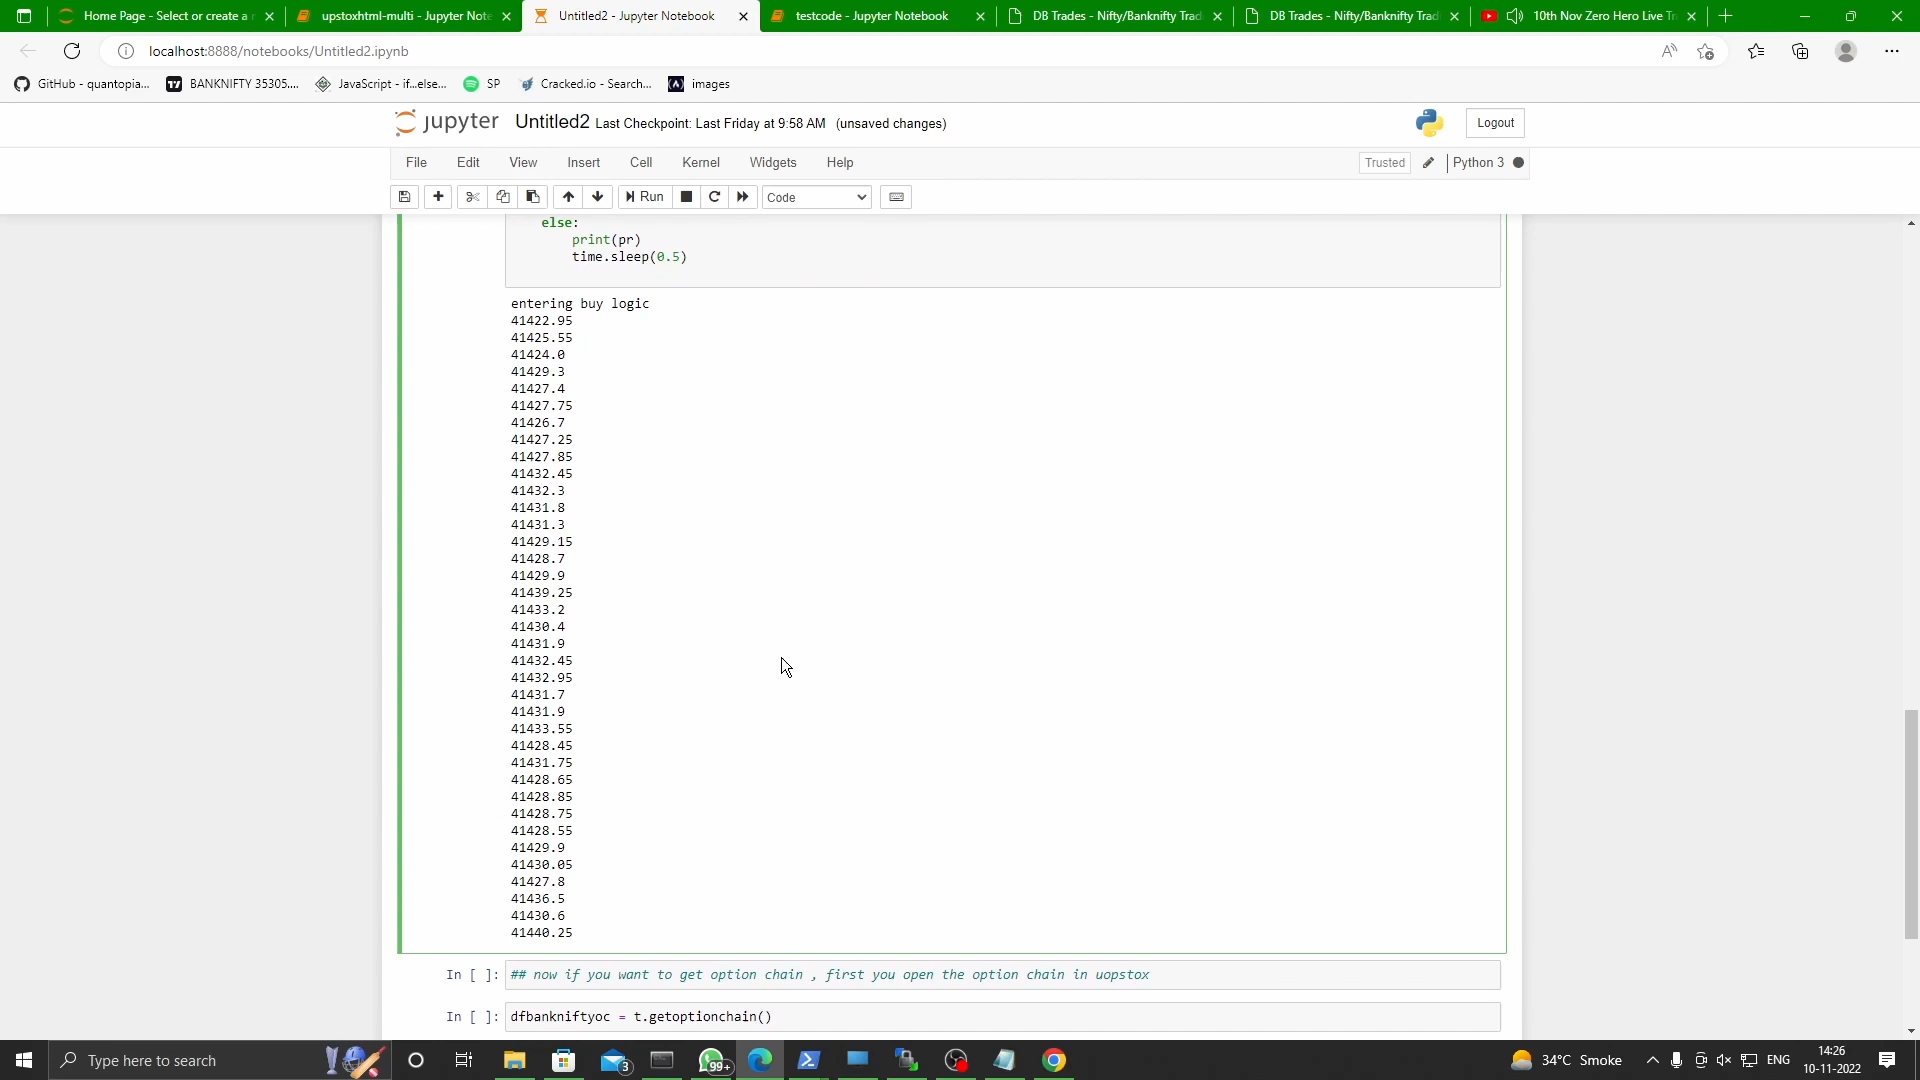 Home Page - Select or create a n
upstoxhtml-multi - Jupyter Note
Untitled2 - Jupyter Notebook
testcode - Jupyter Notebook
DB Trades - Nifty/Banknifty Trad
DB Trades - Nifty/Banknifty Trad
10th Nov Zero Hero Live Tr
localhost:8888/notebooks/Untitled2.ipynb
GitHub - quantopia...
BANKNIFTY 35305....
JavaScript - if...else...
SP
Cracked.io - Search...
images
jupyter Untitled2 Last Checkpoint: Last Friday at 9:58 AM (unsaved changes)
Logout
File Edit View Insert Cell Kernel Widgets Help
Trusted
Python 3
Run
Code
else:
print(pr)
time.sleep(0.5)
entering buy logic
41422.95
41425.55
41424.0
41429.3
41427.4
41427.75
41426.7
41427.25
41427.85
41432.45
41432.3
41431.8
41431.3
41429.15
41428.7
41429.9
41439.25
41433.2
41430.4
41431.9
41432.45
41432.95
41431.7
41431.9
41433.55
41428.45
41431.75
41428.65
41428.85
41428.75
41428.55
41429.9
41430.05
41427.8
41436.5
41430.6
41440.25
In [ ]: ## now if you want to get option chain , first you open the option chain in uopstox
In [ ]: dfbankniftyoc = t.getoptionchain()
Type here to search
3
99+
34°C Smoke
ENG
14:26
10-11-2022